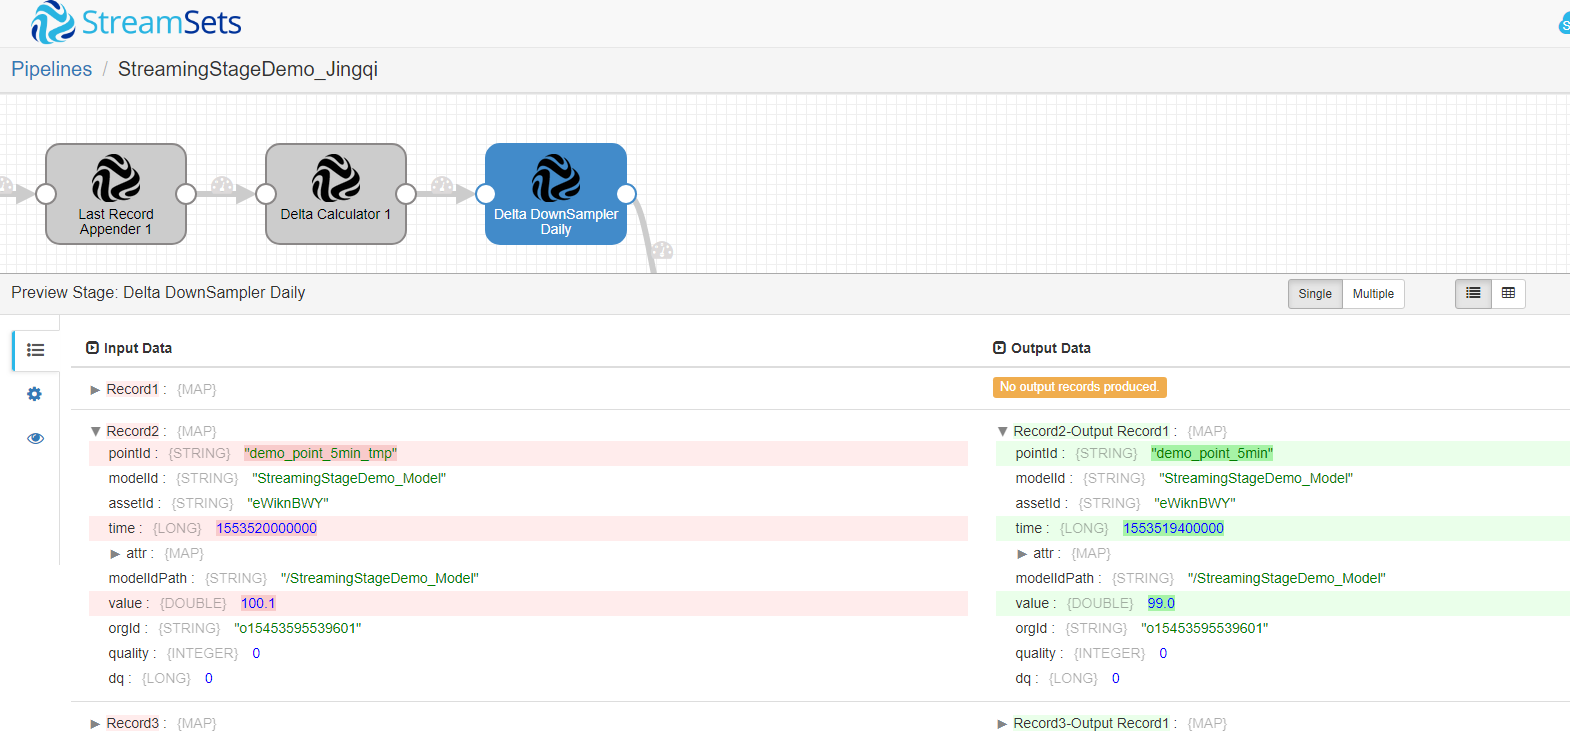 StreamSets
S
Pipelines / StreamingStageDemo_Jingqi
Last Record
Appender 1
Delta Calculator 1
Delta DownSampler
Daily
Preview Stage: Delta DownSampler Daily
Single Multiple
Input Data
Output Data
Record1 : {MAP}
No output records produced.
Record2 : {MAP}
pointId : {STRING} "demo_point_5min_tmp"
modelId : {STRING} "StreamingStageDemo_Model"
assetId : {STRING} "eWiknBWY"
time : {LONG} 1553520000000
attr : {MAP}
modelIdPath : {STRING} "/StreamingStageDemo_Model"
value : {DOUBLE} 100.1
orgId : {STRING} "o15453595539601"
quality : {INTEGER} 0
dq : {LONG} 0
Record2-Output Record1 : {MAP}
pointId : {STRING} "demo_point_5min"
modelId : {STRING} "StreamingStageDemo_Model"
assetId : {STRING} "eWiknBWY"
time : {LONG} 1553519400000
attr : {MAP}
modelIdPath : {STRING} "/StreamingStageDemo_Model"
value : {DOUBLE} 99.0
orgId : {STRING} "o15453595539601"
quality : {INTEGER} 0
dq : {LONG} 0
Record3 : {MAP}
Record3-Output Record1 : {MAP}